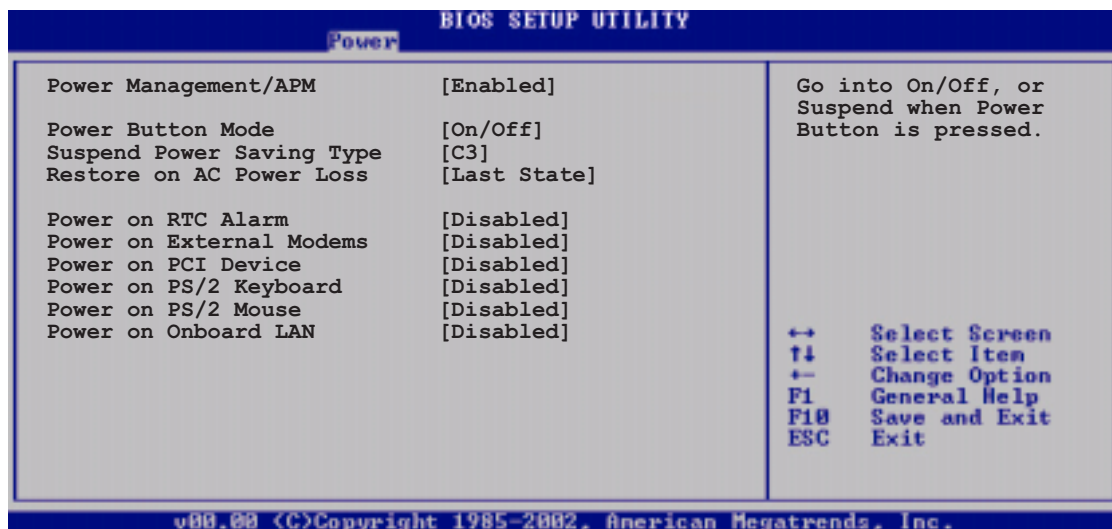 BIOS SETUP UTILITY
Power
Power Management/APM [Enabled]
Power Button Mode [On/Off]
Suspend Power Saving Type [C3]
Restore on AC Power Loss [Last State]
Power on RTC Alarm [Disabled]
Power on External Modems [Disabled]
Power on PCI Device [Disabled]
Power on PS/2 Keyboard [Disabled]
Power on PS/2 Mouse [Disabled]
Power on Onboard LAN [Disabled]
Go into On/Off, or
Suspend when Power
Button is pressed.
↔ Select Screen
↑↓ Select Item
+- Change Option
F1 General Help
F10 Save and Exit
ESC Exit
v00.00 (C)Copyright 1985-2002, American Megatrends, Inc.